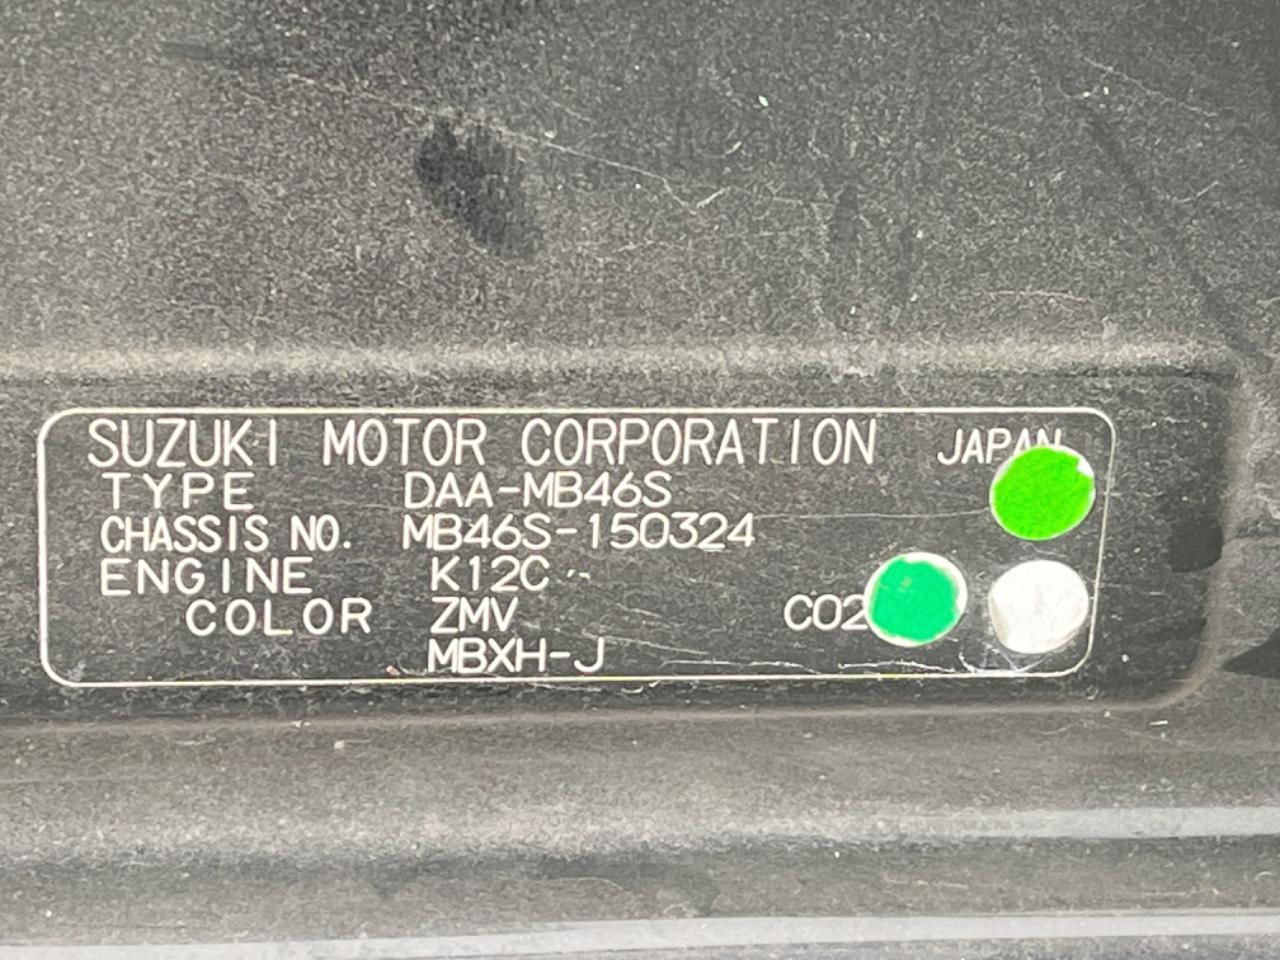 SUZUKI MOTOR CORPORATION JAPAN
TYPE DAA-MB46S
CHASSIS NO. MB46S-150324
ENGINE K12C
COLOR ZMV CO2
MBXH-J